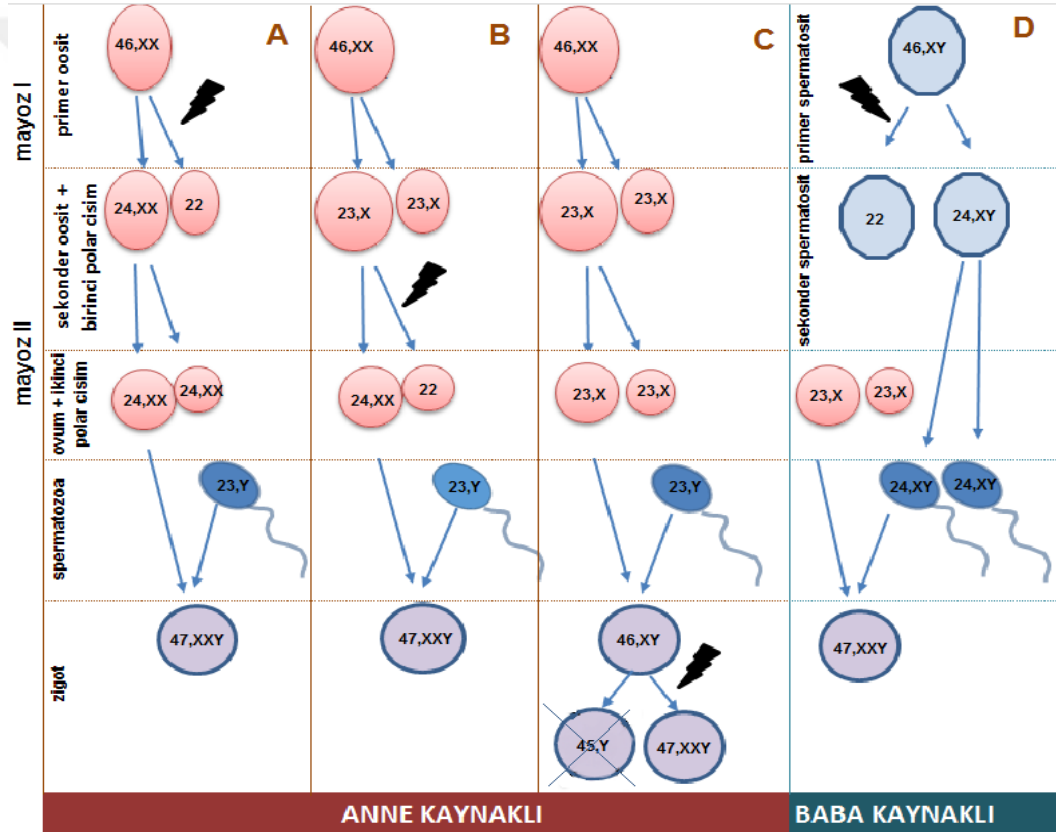 A
B
C
D
mayoz I
primer oosit
46,XX
46,XX
46,XX
primer spermatosit
46,XY
mayoz II
sekonder oosit +
birinci polar cisim
24,XX
22
23,X
23,X
23,X
23,X
sekonder spermatosit
22
24,XY
ovum + ikinci
polar cisim
24,XX
24,XX
24,XX
22
23,X
23,X
23,X
23,X
spermatozoa
23,Y
23,Y
23,Y
24,XY
24,XY
zigot
47,XXY
47,XXY
46,XY
47,XXY
45,Y
47,XXY
ANNE KAYNAKLI
BABA KAYNAKLI